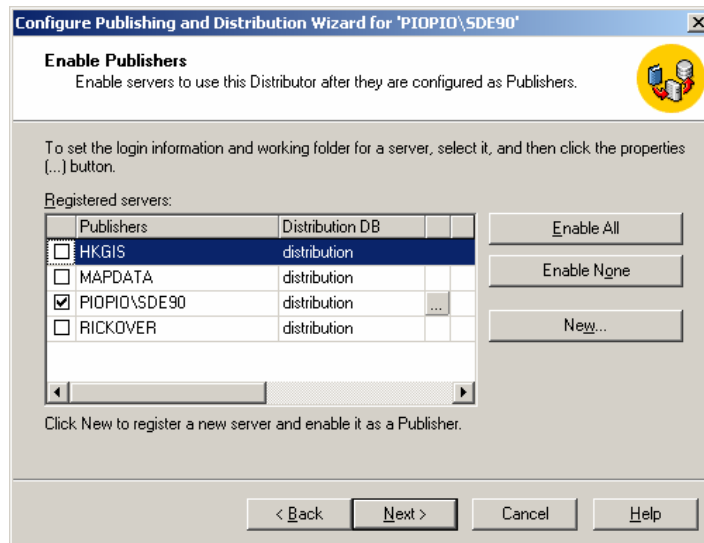 Configure Publishing and Distribution Wizard for 'PIOPIO\SDE90'
Enable Publishers
Enable servers to use this Distributor after they are configured as Publishers.
To set the login information and working folder for a server, select it, and then click the properties
(...) button.
Registered servers:
Publishers Distribution DB
HKGIS distribution
MAPDATA distribution
PIOPIO\SDE90 distribution ...
RICKOVER distribution
Enable All
Enable None
New...
Click New to register a new server and enable it as a Publisher.
< Back Next > Cancel Help